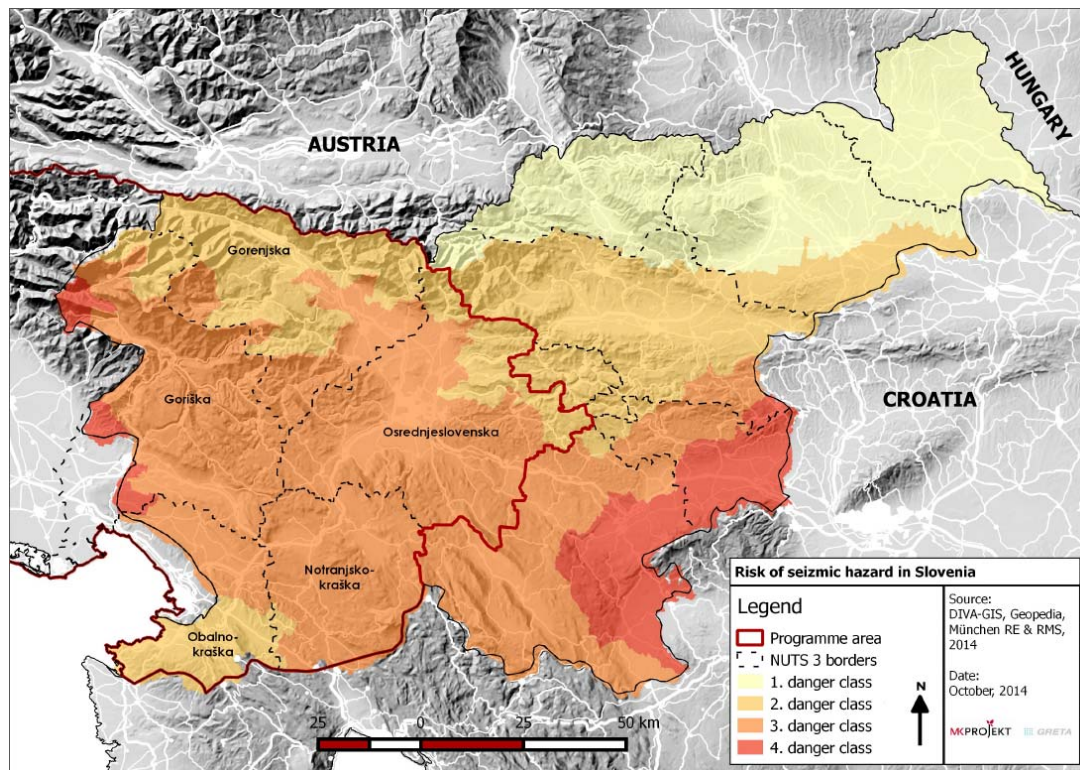 HUNGARY
AUSTRIA
Gorenjska
Goriška
Osrednjeslovenska
CROATIA
Notranjsko-
kraška
Obalno-
kraška
25 0 25 50 km
Risk of seizmic hazard in Slovenia
Legend
Programme area
NUTS 3 borders
1. danger class
2. danger class
3. danger class
4. danger class
N
Source:
DIVA-GIS, Geopedia,
München RE & RMS,
2014
Date:
October, 2014
MKPROJEKT GRETA